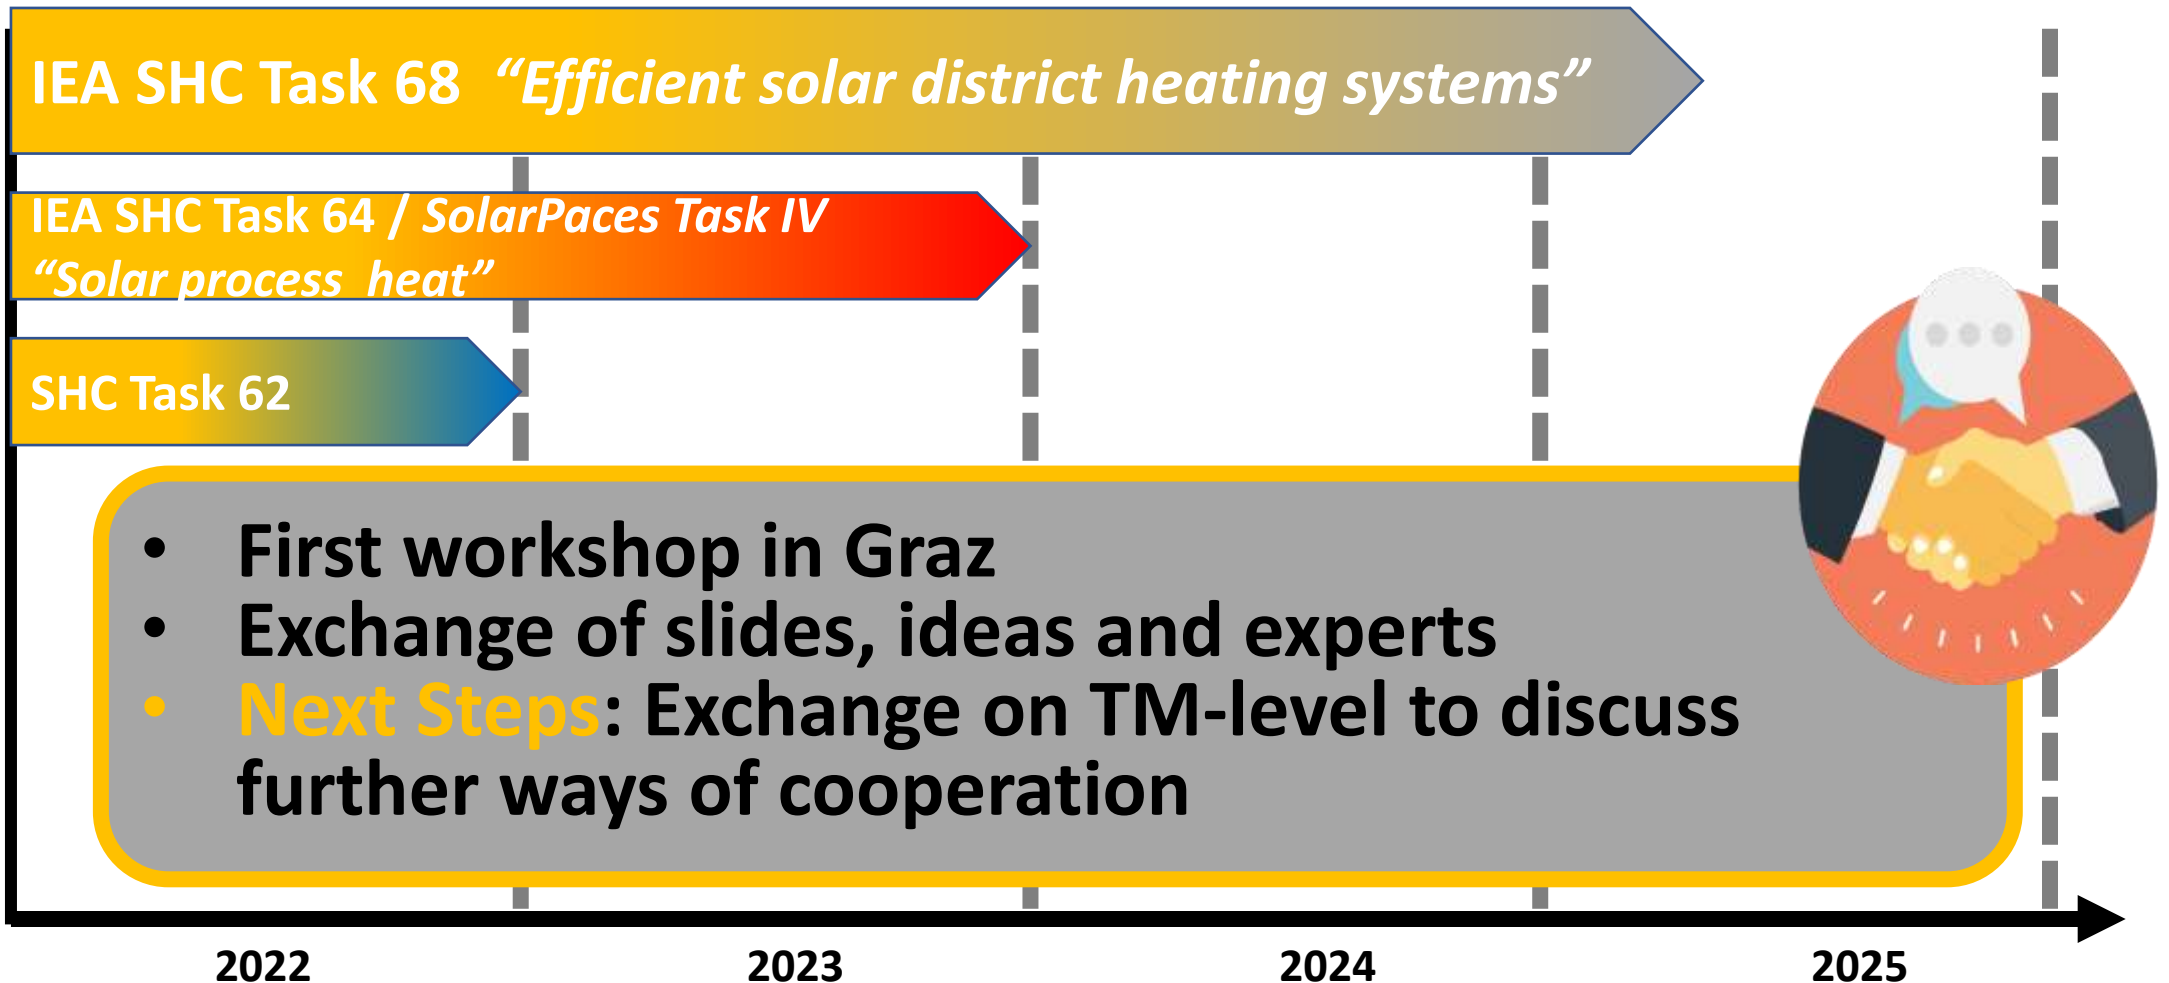 IEA SHC Task 68 “Efficient solar district heating systems”
IEA SHC Task 64 / SolarPaces Task IV
“Solar process heat”
SHC Task 62
• First workshop in Graz
• Exchange of slides, ideas and experts
• Next Steps: Exchange on TM-level to discuss
further ways of cooperation
2022 2023 2024 2025